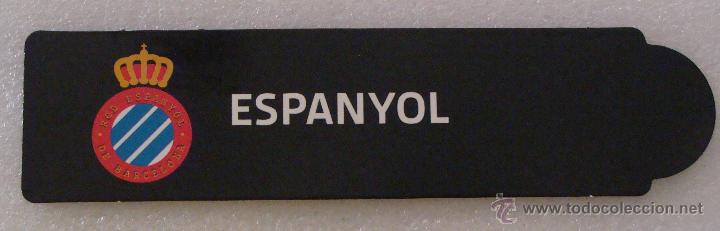 RCD ESPANYOL
DE BARCELONA
ESPANYOL
© www.todocoleccion.net